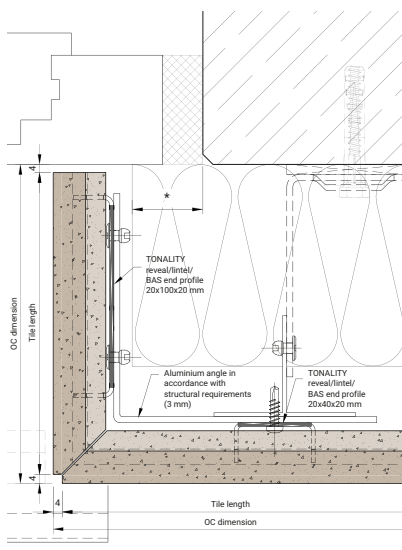 4
*
TONALITY
reveal/lintel/
BAS end profile
20x100x20 mm
OC dimension
Tile length
Aluminium angle in
accordance with
structural requirements
(3 mm)
TONALITY
reveal/lintel/
BAS end profile
20x40x20 mm
4
4
Tile length
OC dimension